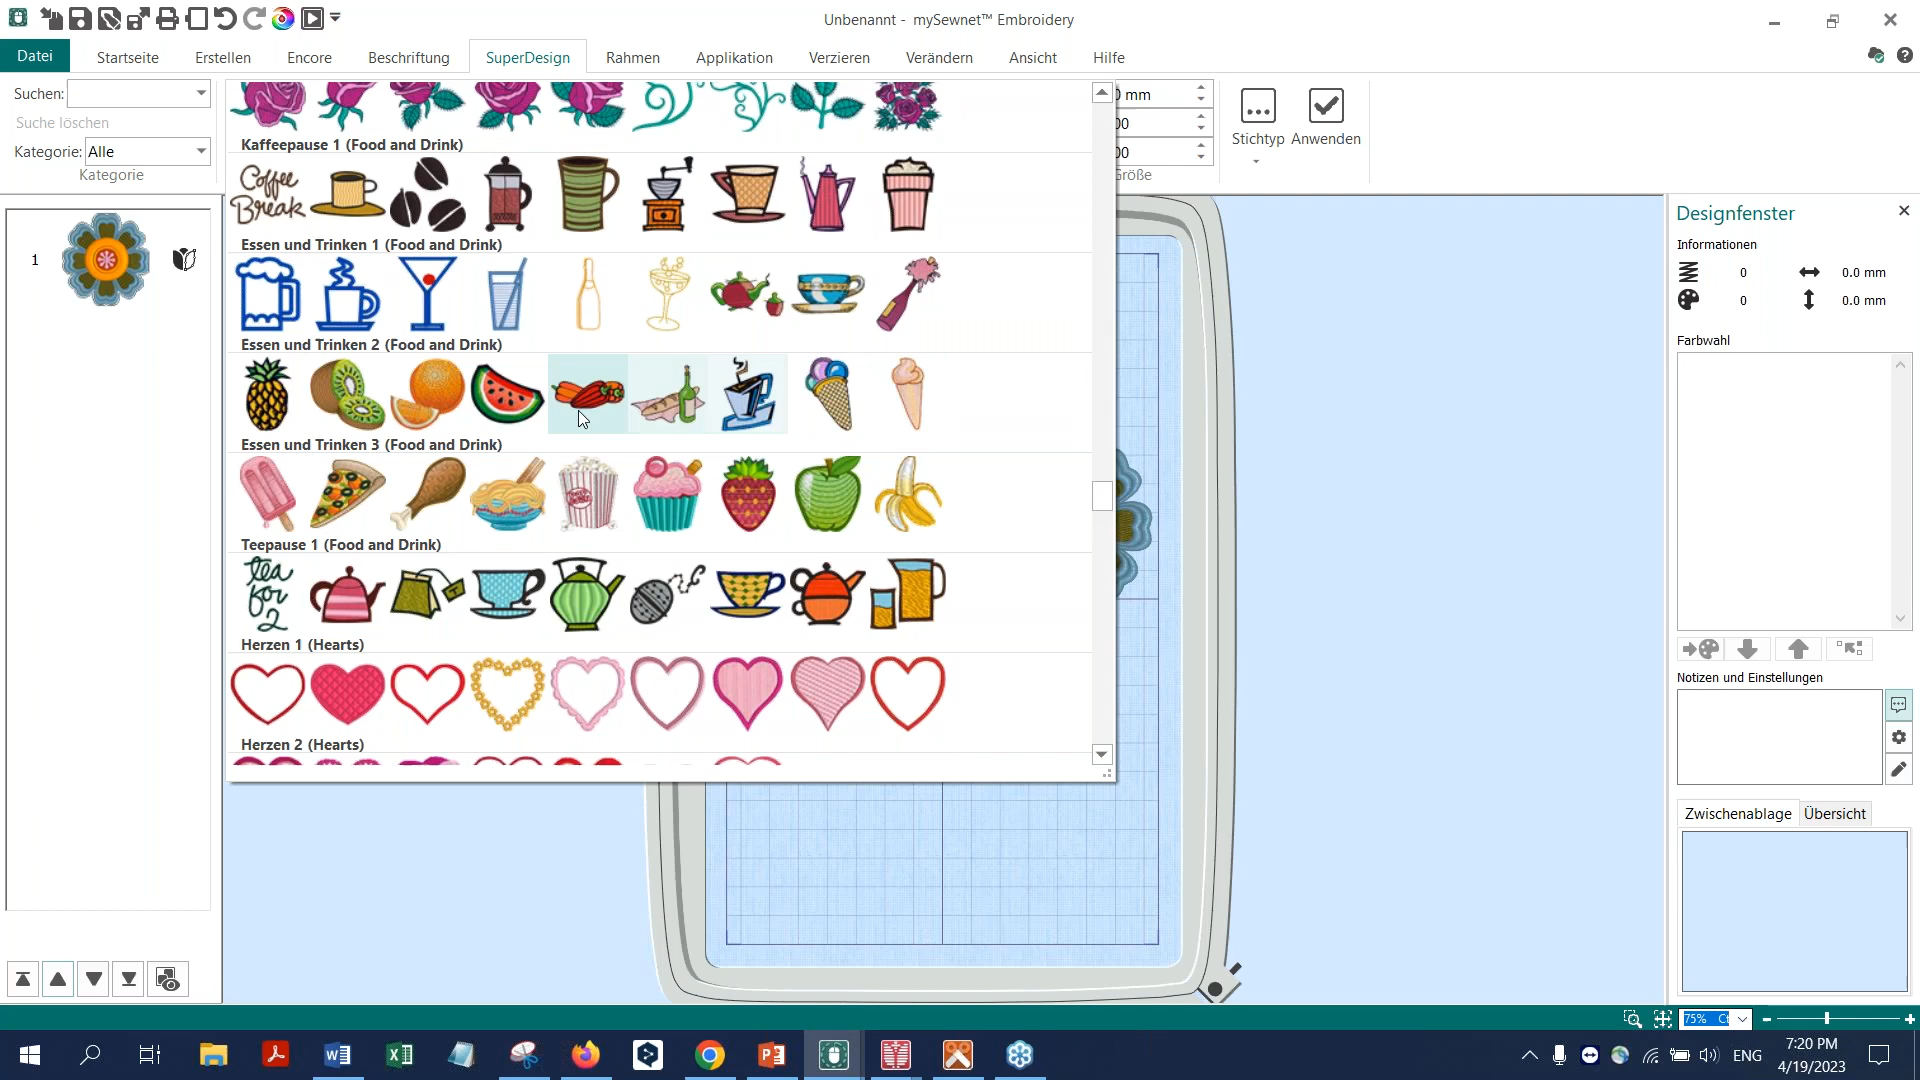 Unbenannt - mySewnet™ Embroidery
Datei Startseite Erstellen Encore Beschriftung SuperDesign Rahmen Applikation Verzieren Verändern Ansicht Hilfe
Suchen:
Suche löschen
Kategorie: Alle
Kategorie
mm
00
00
Größe
Stichtyp
Anwenden
1
Kaffeepause 1 (Food and Drink)
Coffee Break
Essen und Trinken 1 (Food and Drink)
Essen und Trinken 2 (Food and Drink)
Essen und Trinken 3 (Food and Drink)
Teepause 1 (Food and Drink)
tea
for
2
Herzen 1 (Hearts)
Herzen 2 (Hearts)
Designfenster
Informationen
0 0.0 mm
0 0.0 mm
Farbwahl
Notizen und Einstellungen
Zwischenablage Übersicht
75%
ENG
7:20 PM
4/19/2023